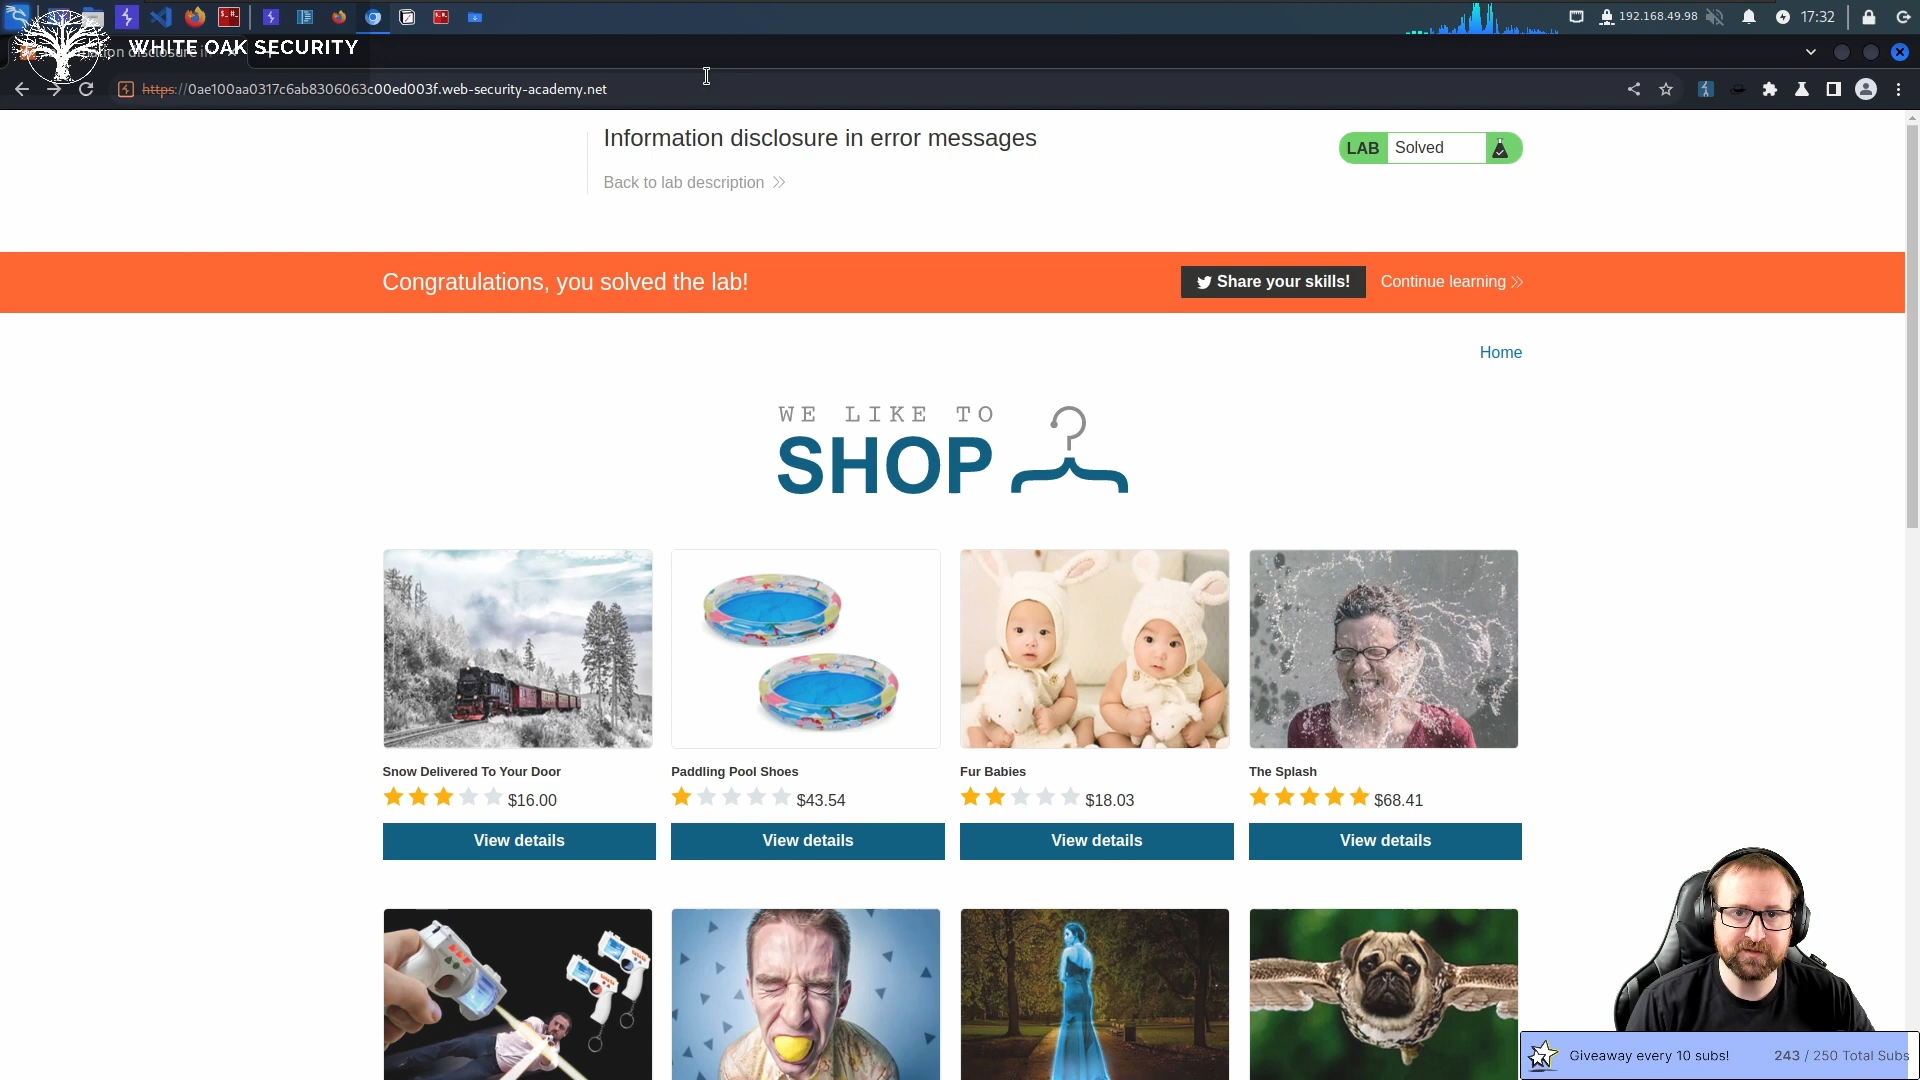 192.168.49.98
17:32
WHITE OAK SECURITY
https://0ae100aa0317c6ab8306063c00ed003f.web-security-academy.net
Information disclosure in error messages
LAB Solved
Back to lab description
Congratulations, you solved the lab!
Share your skills!
Continue learning
Home
WE LIKE TO
SHOP
Snow Delivered To Your Door
$16.00
View details
Paddling Pool Shoes
$43.54
View details
Fur Babies
$18.03
View details
The Splash
$68.41
View details
Giveaway every 10 subs!
243 / 250 Total Subs